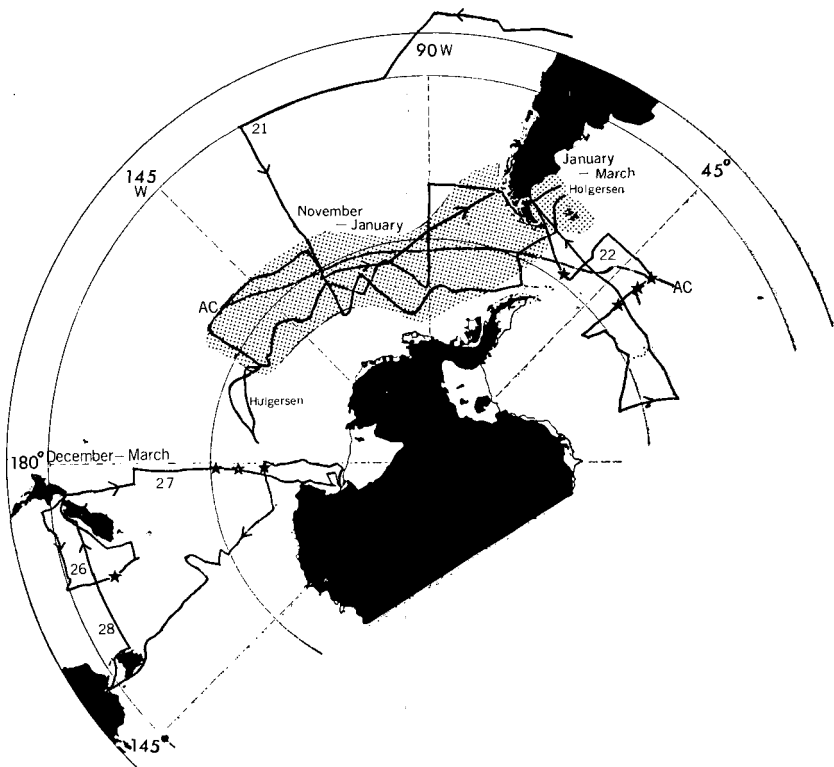 90 W
21
145
W
January
— March
Holgersen
45°
November
— January
22
AC
AC
Holgersen
180° December — March
27
26
28
145°